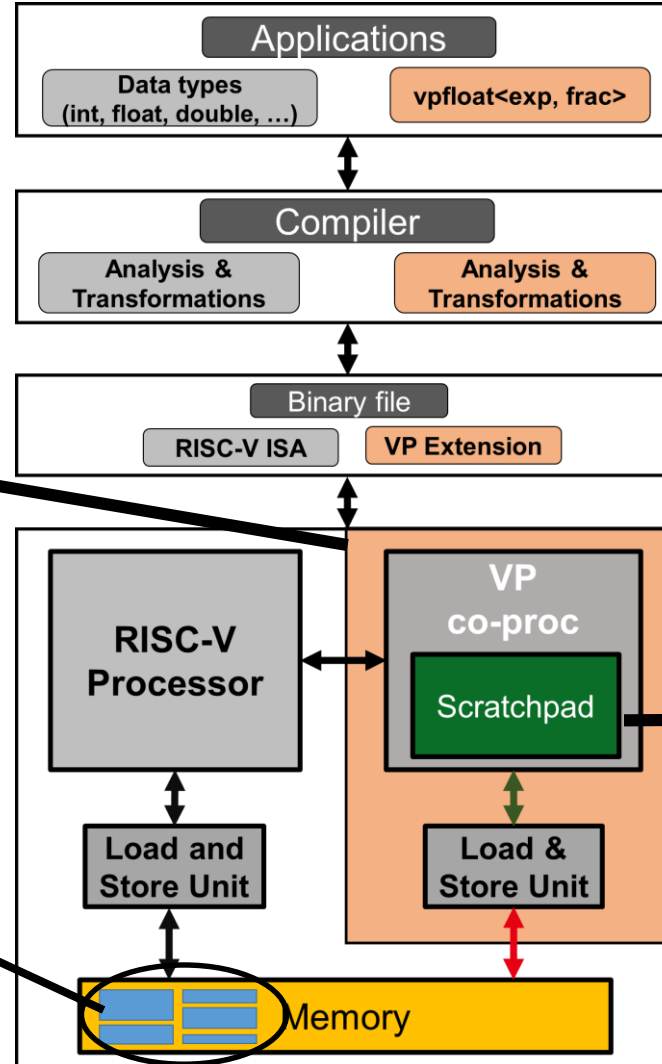 Applications
Data types
(int, float, double, ...)
vpfloat<exp, frac>
Compiler
Analysis &
Transformations
Analysis &
Transformations
Binary file
RISC-V ISA
VP Extension
RISC-V
Processor
VP
co-proc
Scratchpad
Load and
Store Unit
Load &
Store Unit
Memory